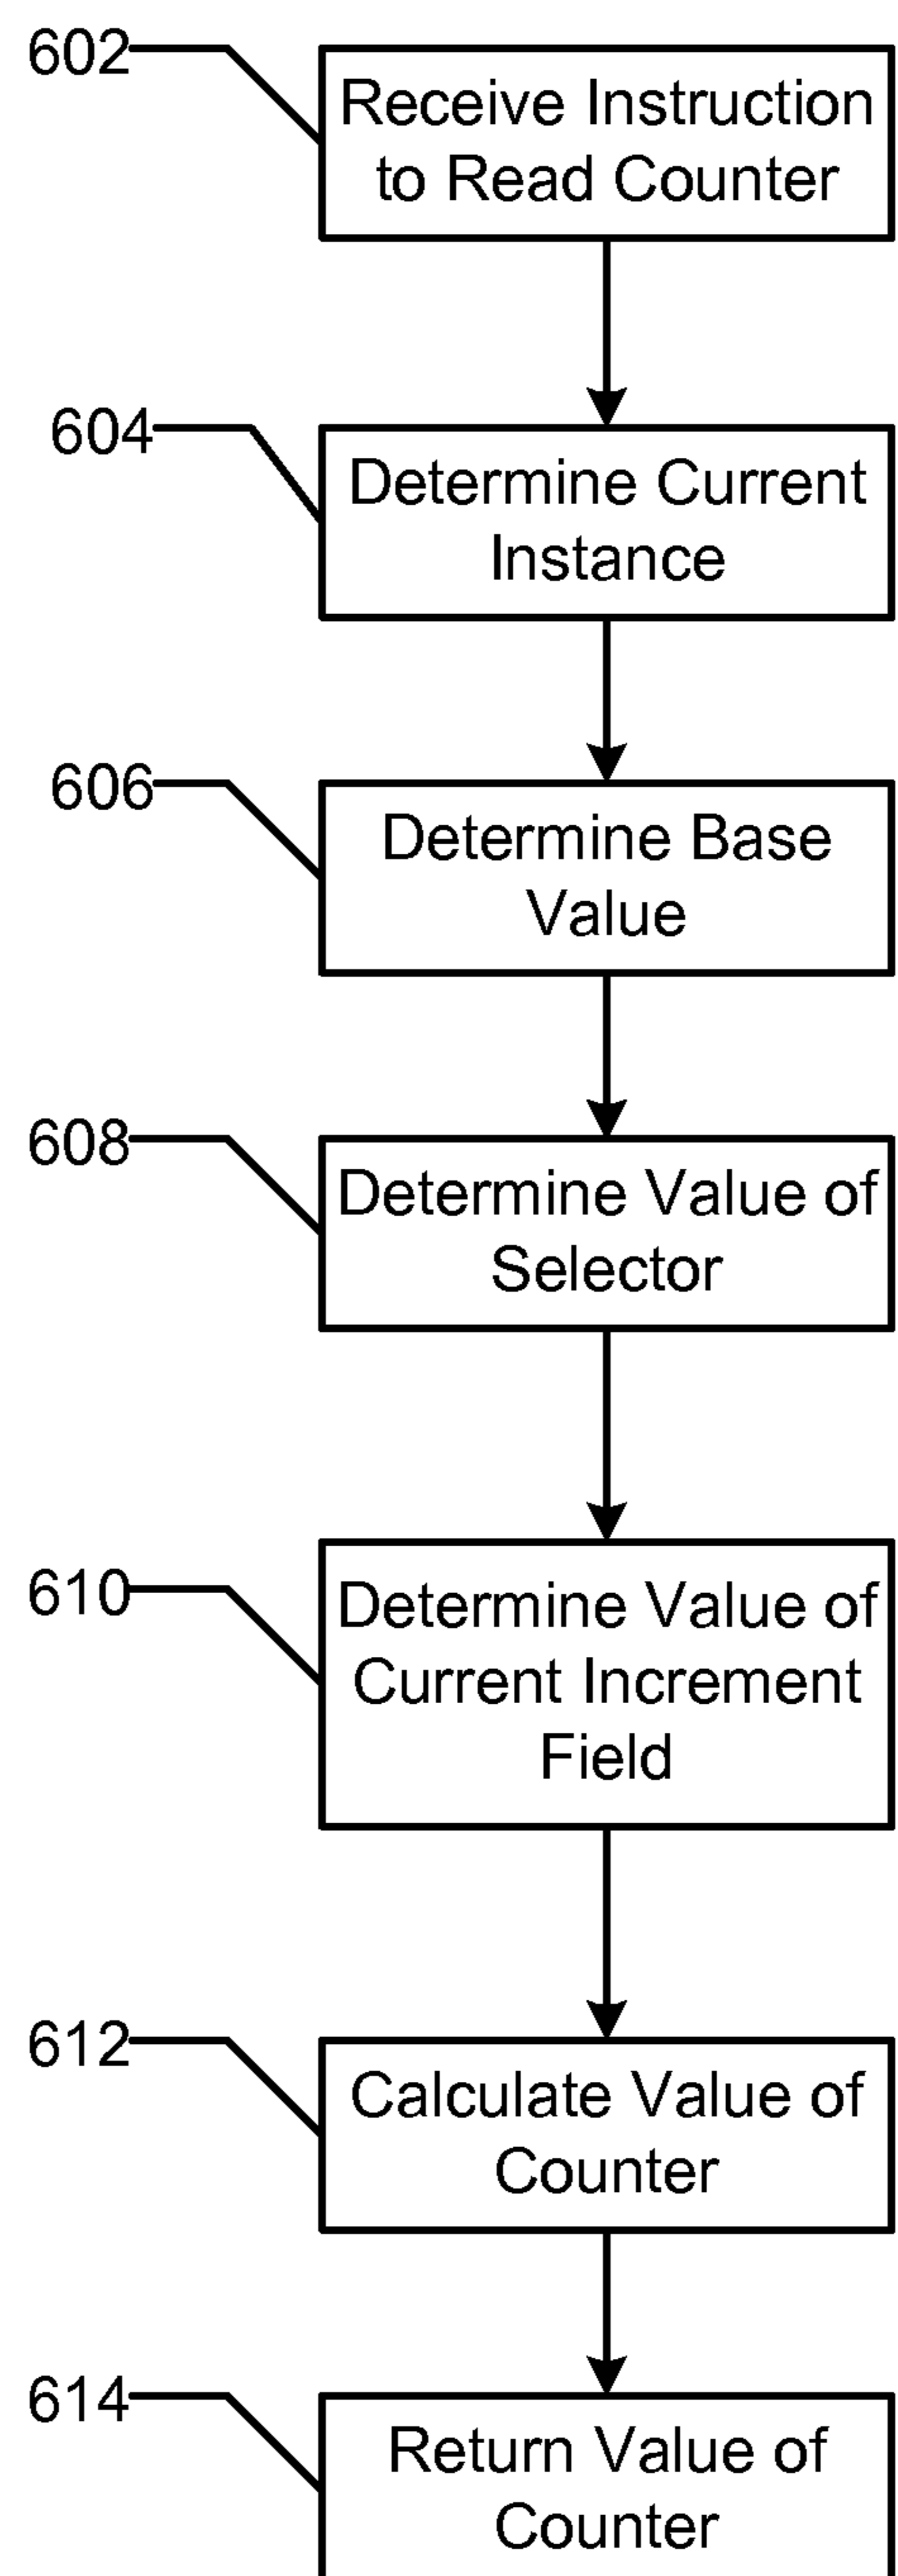 602
Receive Instruction
to Read Counter
604
Determine Current
Instance
606
Determine Base
Value
608
Determine Value of
Selector
610
Determine Value of
Current Increment
Field
612
Calculate Value of
Counter
614
Return Value of
Counter